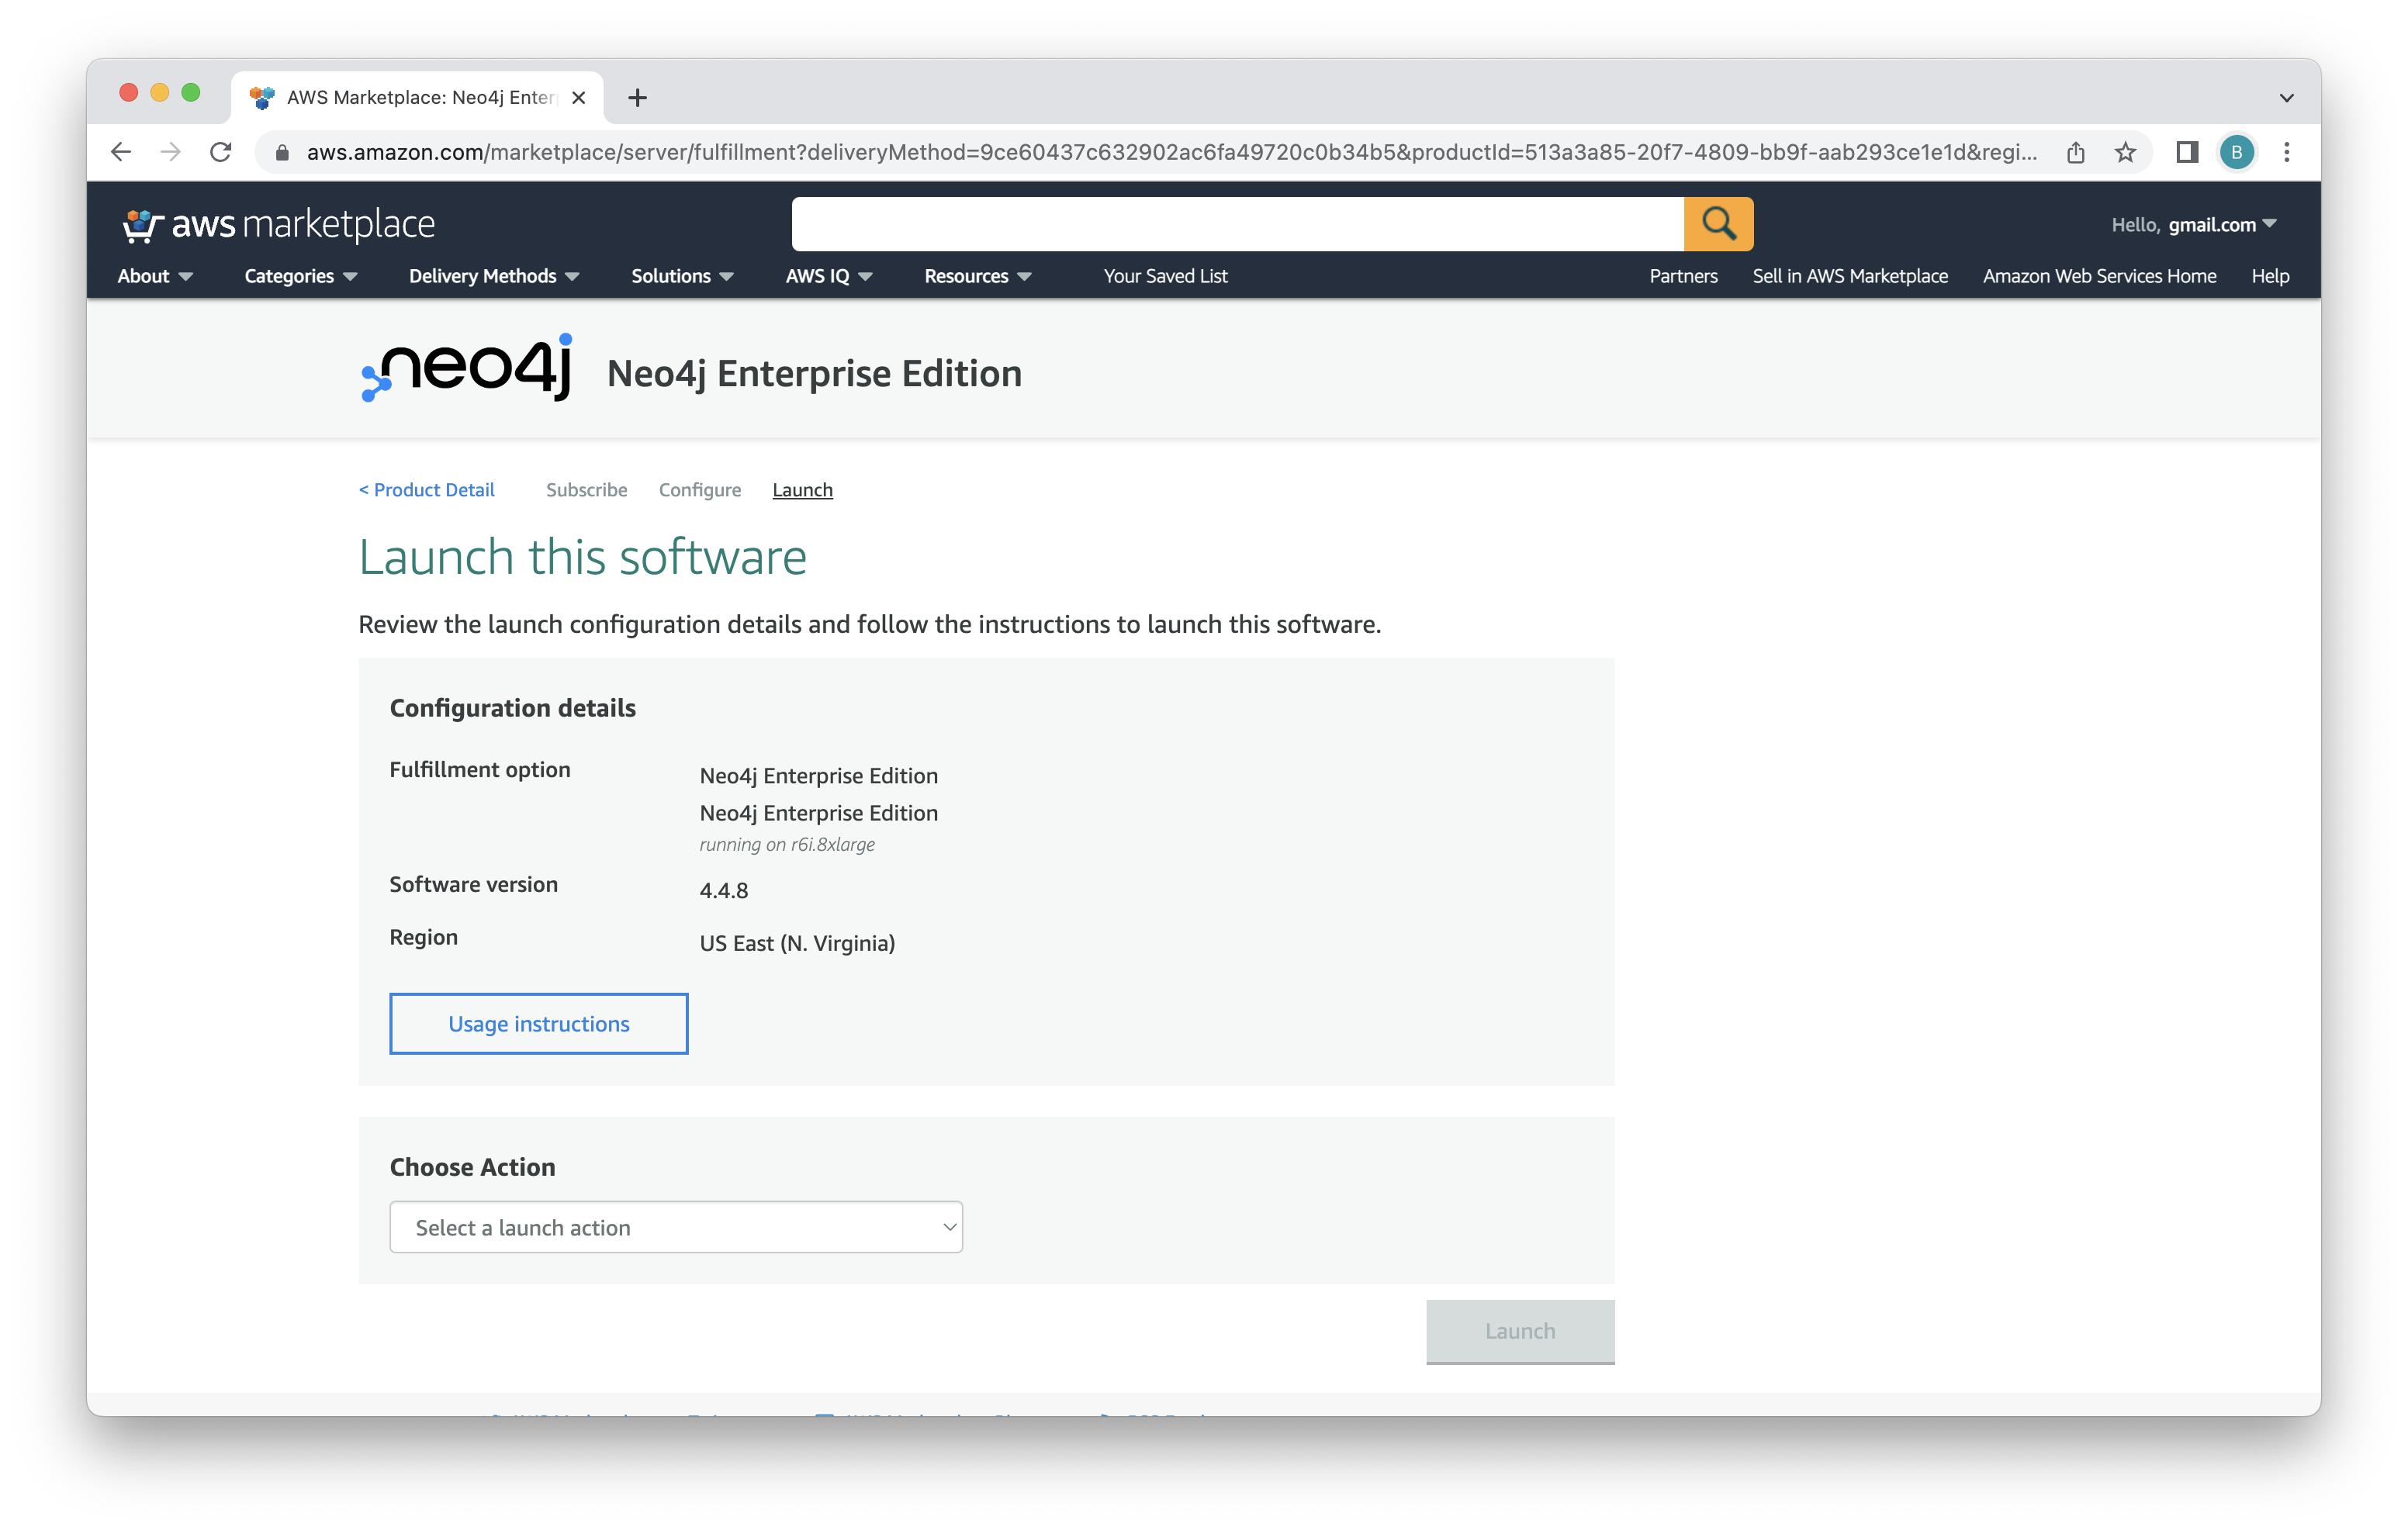 AWS Marketplace: Neo4j Enter
aws.amazon.com/marketplace/server/fulfillment?deliveryMethod=9ce60437c632902ac6fa49720c0b34b5&productId=513a3a85-20f7-4809-bb9f-aab293ce1e1d&regi...
B
aws marketplace
Hello, gmail.com
About
Categories
Delivery Methods
Solutions
AWS IQ
Resources
Your Saved List
Partners
Sell in AWS Marketplace
Amazon Web Services Home
Help
neo4j
Neo4j Enterprise Edition
< Product Detail
Subscribe
Configure
Launch
Launch this software
Review the launch configuration details and follow the instructions to launch this software.
Configuration details
Fulfillment option
Neo4j Enterprise Edition
Neo4j Enterprise Edition
running on r6i.8xlarge
Software version
4.4.8
Region
US East (N. Virginia)
Usage instructions
Choose Action
Select a launch action
Launch